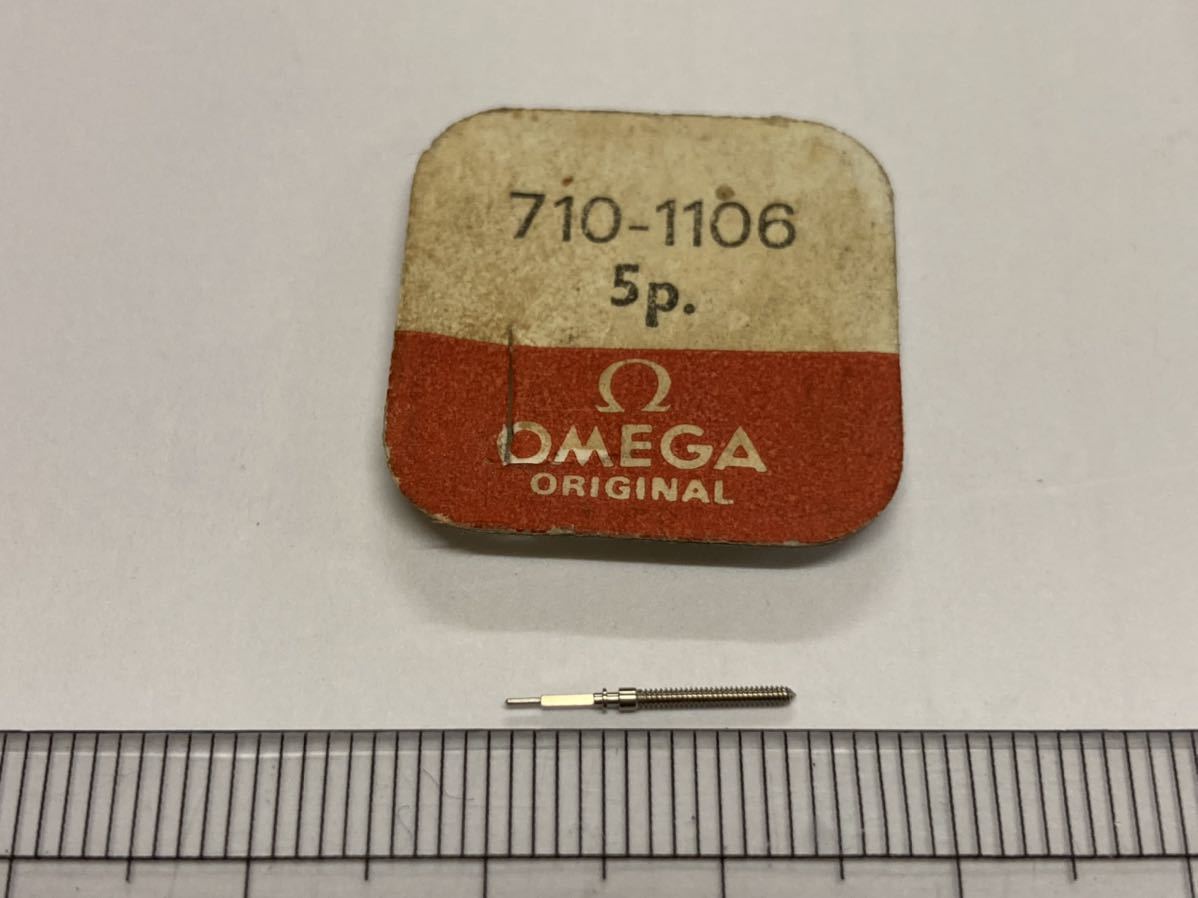 710-1106
5p.
Ω
OMEGA
ORIGINAL